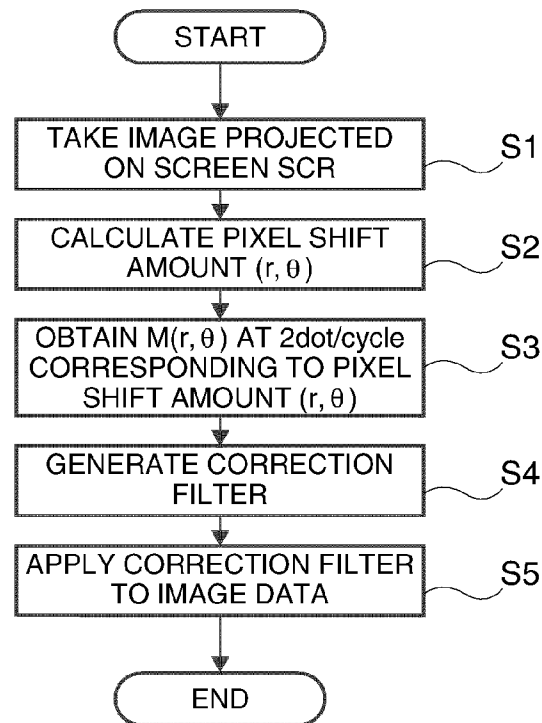 START
TAKE IMAGE PROJECTED
ON SCREEN SCR
S1
CALCULATE PIXEL SHIFT
AMOUNT (r, θ)
S2
OBTAIN M(r, θ) AT 2dot/cycle
CORRESPONDING TO PIXEL
SHIFT AMOUNT (r, θ)
S3
GENERATE CORRECTION
FILTER
S4
APPLY CORRECTION FILTER
TO IMAGE DATA
S5
END